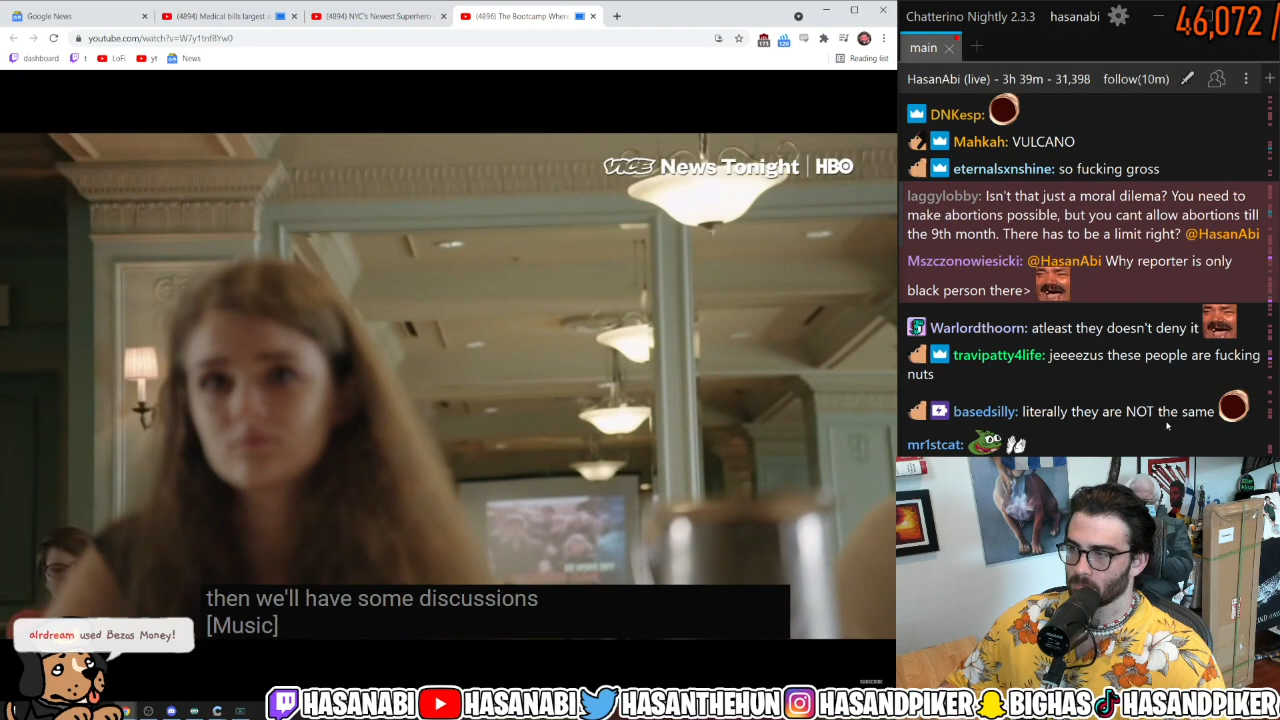 Google News
(4894) Medical bills largest s
(4894) NYC's Newest Superhero
(4896) The Bootcamp Where
youtube.com/watch?v=W7y1tnf8Yw0
173
120
dashboard
t
LoFi
yt
News
Reading list
VICE News Tonight | HBO
then we'll have some discussions
[Music]
alrdream used Bezos Money!
SUBSCRIBE
Chatterino Nightly 2.3.3
hasanabi
46,072 /
main
HasanAbi (live) - 3h 39m - 31,398
follow(10m)
DNKesp:
Mahkah: VULCANO
eternalsxnshine: so fucking gross
laggylobby: Isn't that just a moral dilema? You need to
make abortions possible, but you cant allow abortions till
the 9th month. There has to be a limit right? @HasanAbi
Mszczonowiesicki: @HasanAbi Why reporter is only
black person there>
Warlordthoorn: atleast they doesn't deny it
travipatty4life: jeeeezus these people are fucking
nuts
basedsilly: literally they are NOT the same
mr1stcat:
HASANABI
HASANABI
HASANTHEHUN
HASANDPIKER
BIGHAS
HASANDPIKER